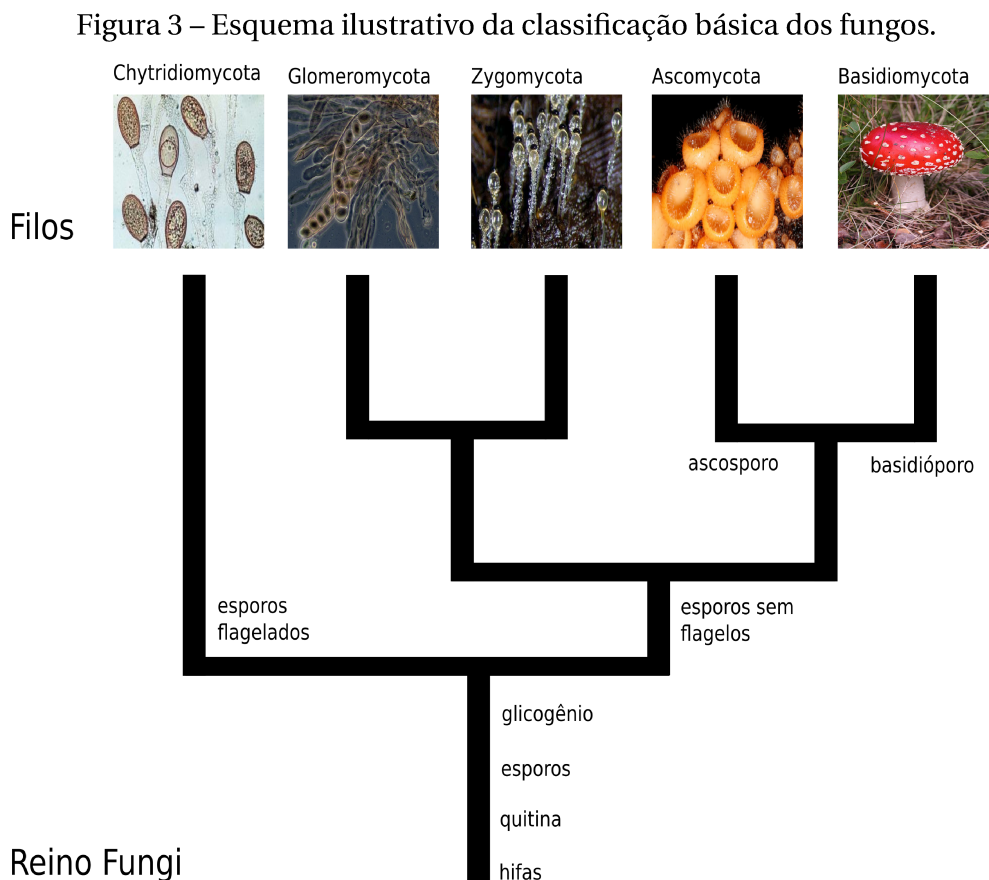 Figura 3 – Esquema ilustrativo da classificação básica dos fungos.
Chytridiomycota
Glomeromycota
Zygomycota
Ascomycota
Basidiomycota
Filos
ascosporo
basidióporo
esporos
flagelados
esporos sem
flagelos
glicogênio
esporos
quitina
hifas
Reino Fungi